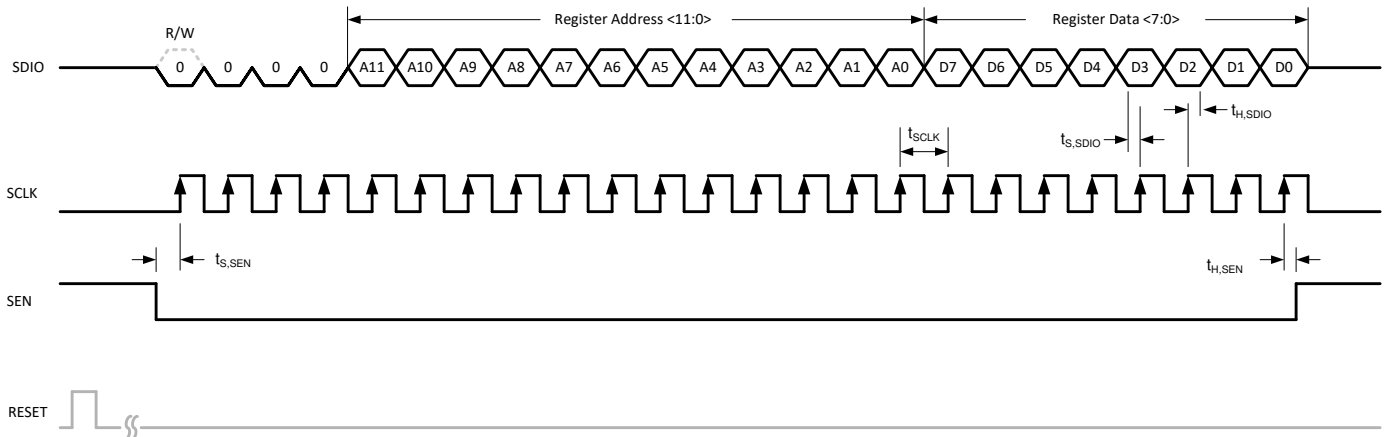 Register Address <11:0> Register Data <7:0>
R/W
SDIO 0 0 0 0 A11 A10 A9 A8 A7 A6 A5 A4 A3 A2 A1 A0 D7 D6 D5 D4 D3 D2 D1 D0
tSCLK tS,SDIO tH,SDIO
SCLK
tS,SEN tH,SEN
SEN
RESET